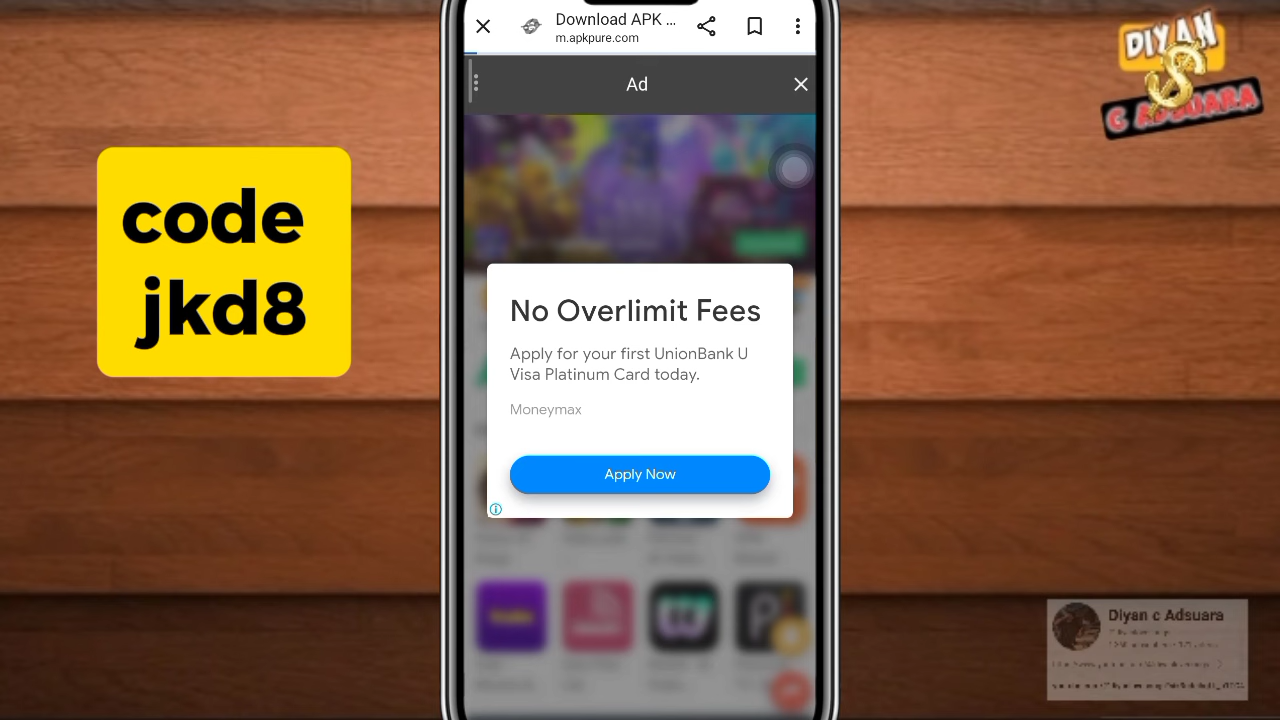 Download APK ...
m.apkpure.com
Ad
code
jkd8
No Overlimit Fees
Apply for your first UnionBank U
Visa Platinum Card today.
Moneymax
Apply Now
DIYAN
C ADSUARA
Diyan c Adsuara